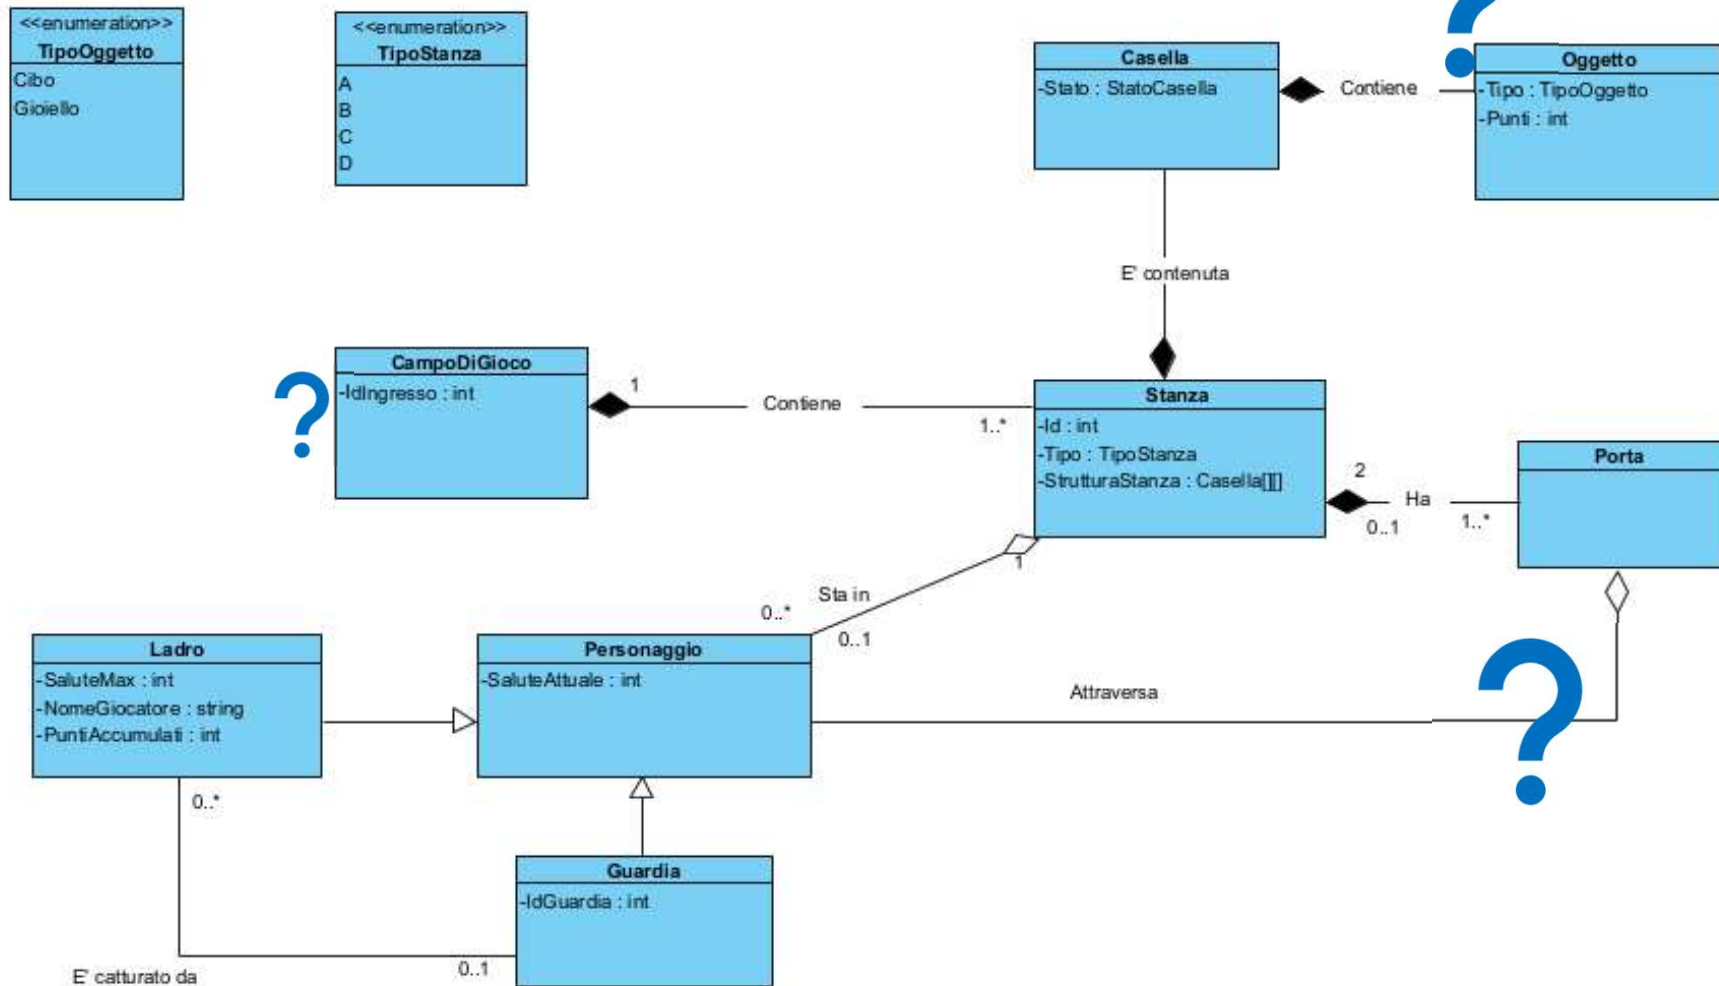 <<enumeration>>
TipoOggetto
Cibo
Gioiello
<<enumeration>>
TipoStanza
A
B
C
D
Casella
-Stato : StatoCasella
Contiene
?
Oggetto
-Tipo : TipoOggetto
-Punti : int
E' contenuta
?
CampoDiGioco
-IdIngresso : int
1
Contiene
1..*
Stanza
-Id : int
-Tipo : TipoStanza
-StrutturaStanza : Casella[][]
2
Ha
0..1
1..*
Porta
1
Sta in
0..*
0..1
Ladro
-SaluteMax : int
-NomeGiocatore : string
-PuntiAccumulati : int
Personaggio
-SaluteAttuale : int
Attraversa
?
0..*
Guardia
-IdGuardia : int
0..1
E' catturato da